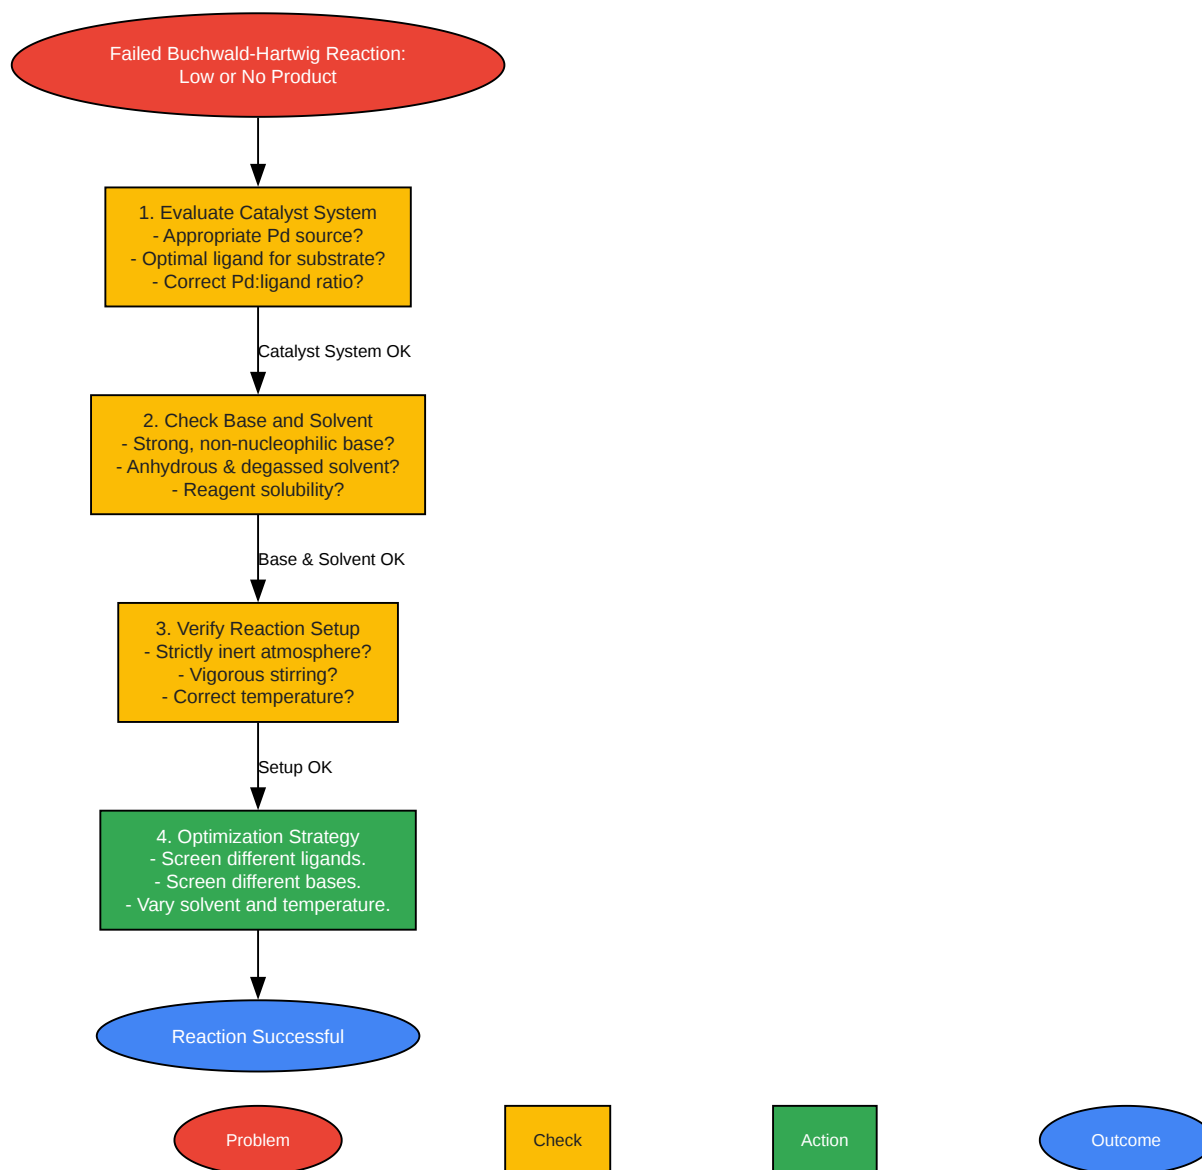 Failed Buchwald-Hartwig Reaction:
Low or No Product
1. Evaluate Catalyst System
- Appropriate Pd source?
- Optimal ligand for substrate?
- Correct Pd:ligand ratio?
Catalyst System OK
2. Check Base and Solvent
- Strong, non-nucleophilic base?
- Anhydrous & degassed solvent?
- Reagent solubility?
Base & Solvent OK
3. Verify Reaction Setup
- Strictly inert atmosphere?
- Vigorous stirring?
- Correct temperature?
Setup OK
4. Optimization Strategy
- Screen different ligands.
- Screen different bases.
- Vary solvent and temperature.
Reaction Successful
Problem
Check
Action
Outcome